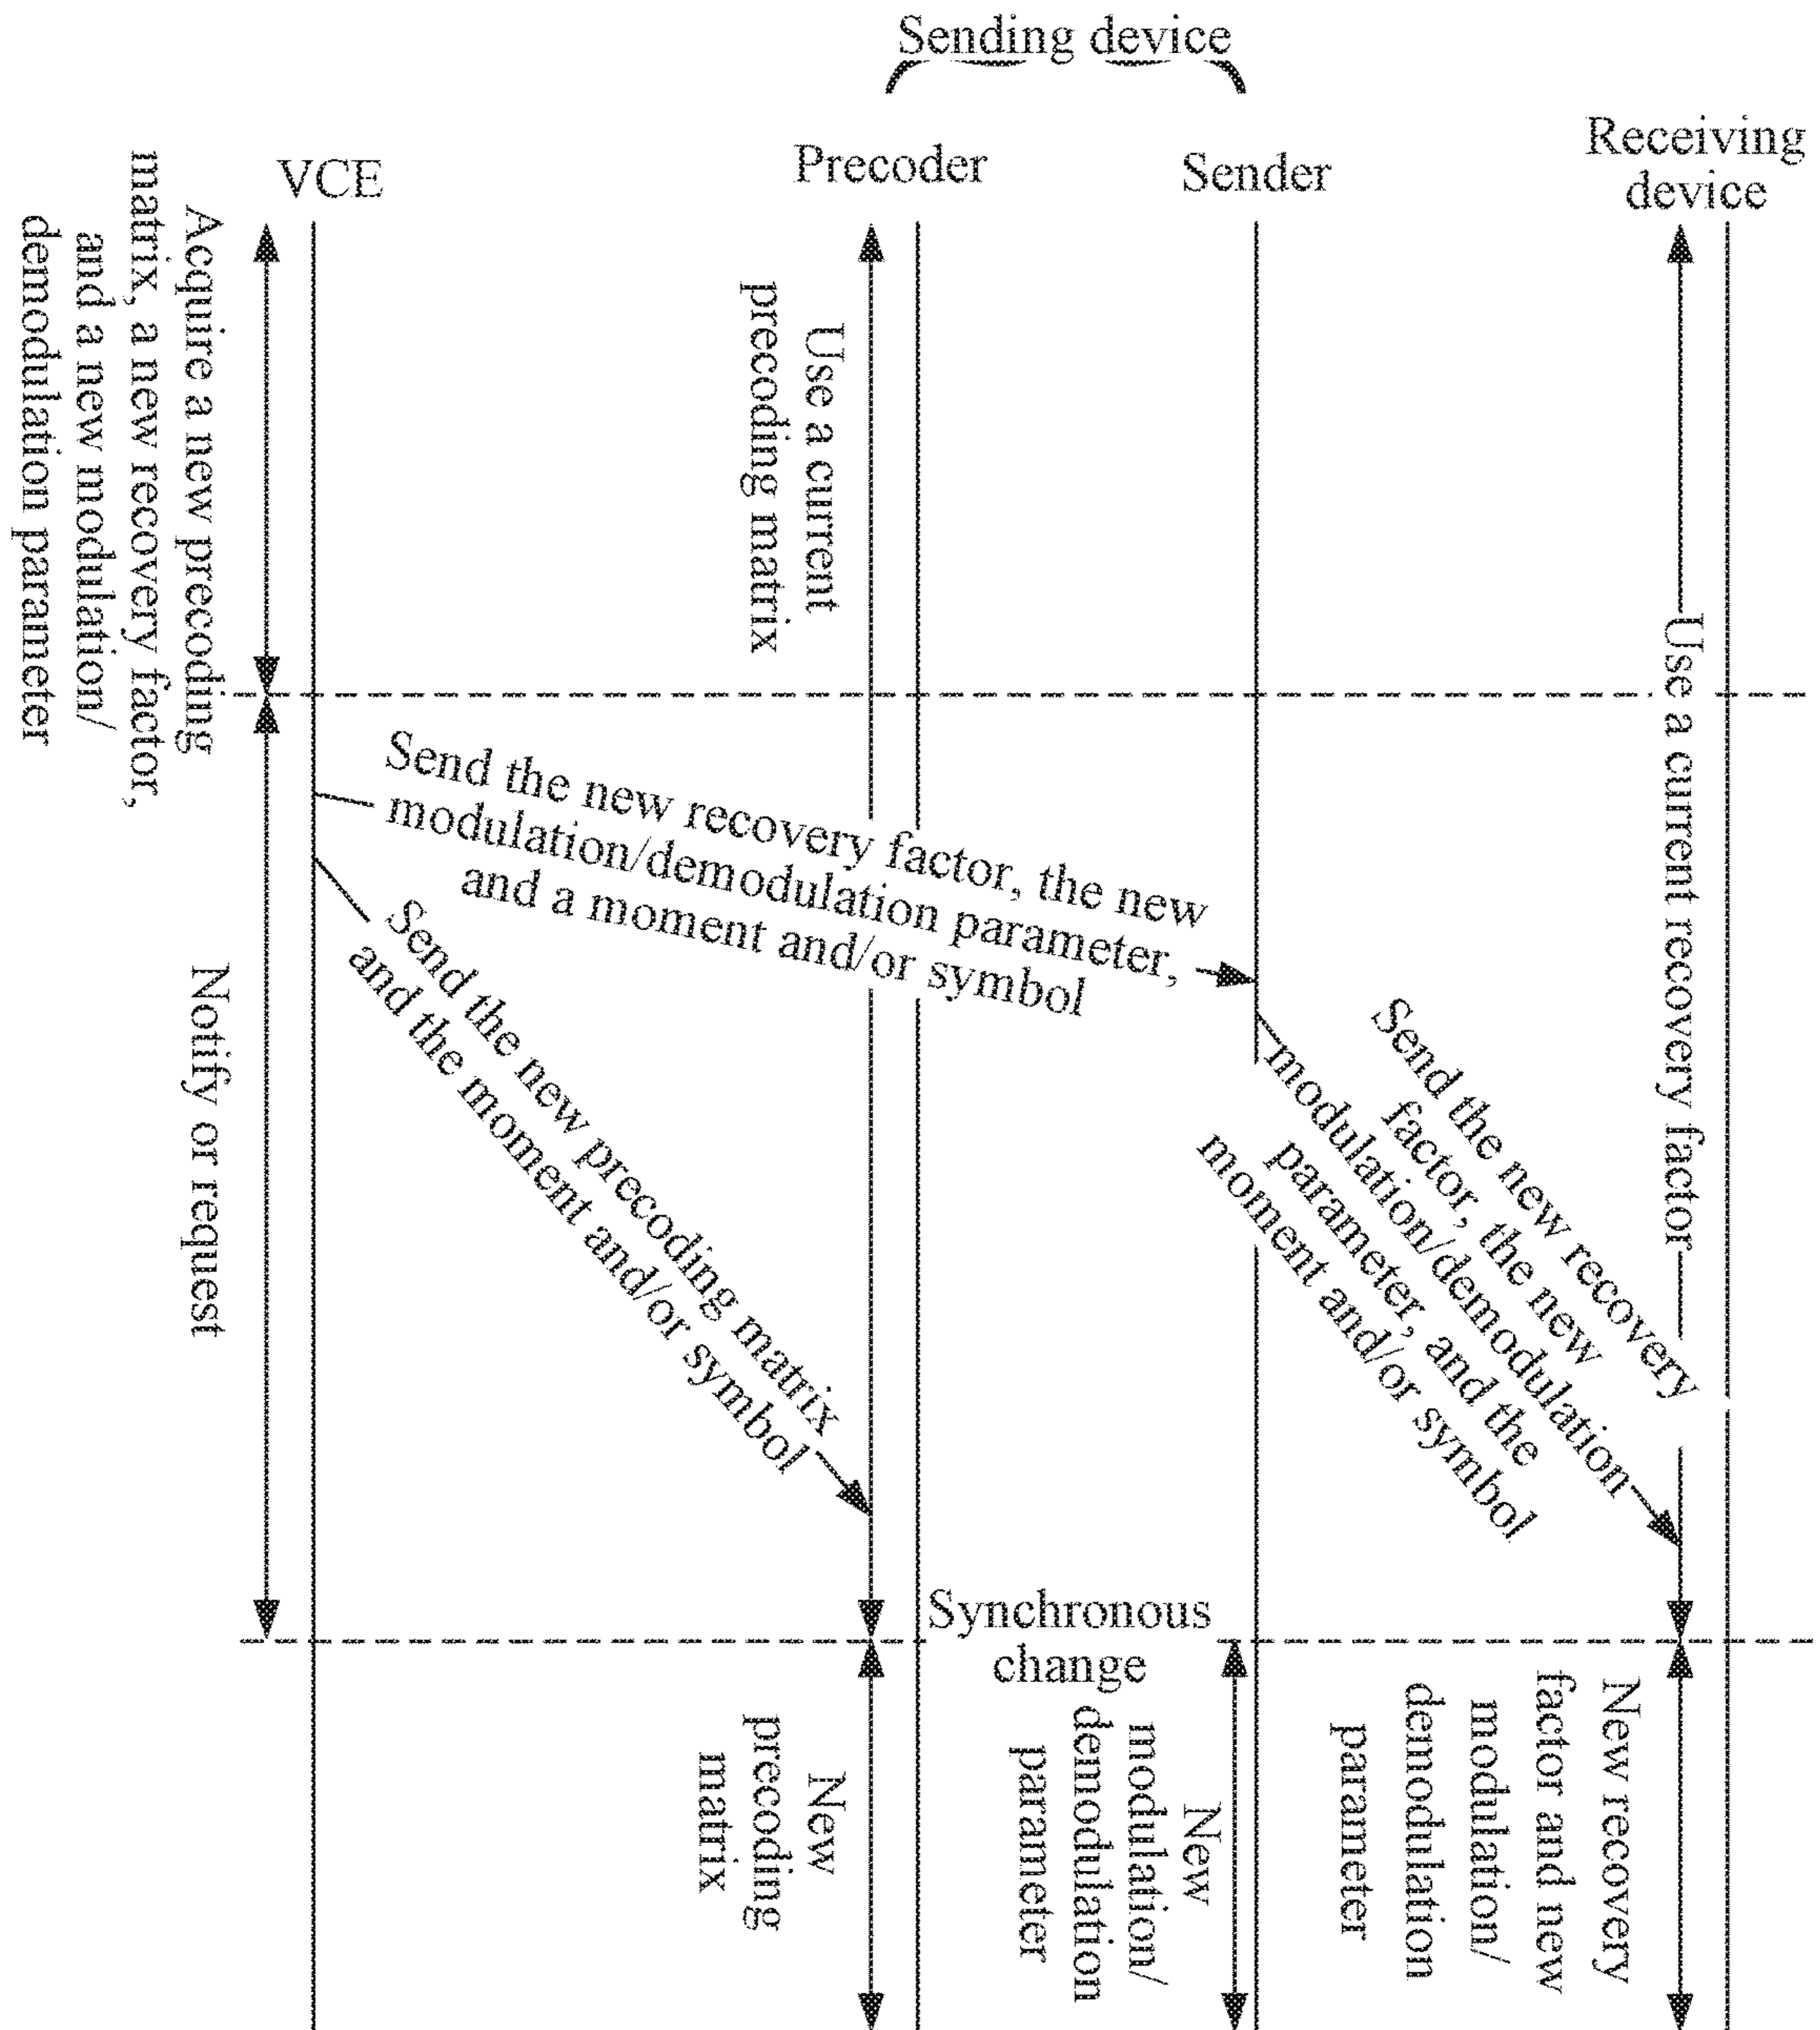 Sending device
VCE
Precoder
Sender
Receiving
device
Acquire a new precoding
matrix, a new recovery factor,
and a new modulation/
demodulation parameter
Use a current
precoding matrix
Use a current recovery factor
Notify or request
Send the new recovery factor, the new
modulation/demodulation parameter,
and a moment and/or symbol
Send the new precoding matrix
and the moment and/or symbol
Send the new recovery
factor, the new
modulation/demodulation
parameter, and the
moment and/or symbol
Synchronous
change
New
precoding
matrix
New
modulation/
demodulation
parameter
New recovery
factor and new
modulation/
demodulation
parameter